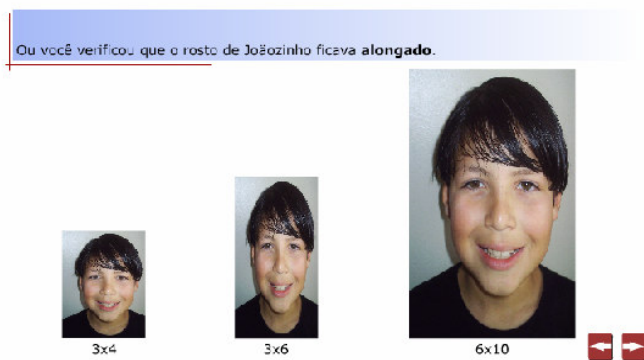 Ou você verificou que o rosto de Joãozinho ficava alongado.
3x4
3x6
6x10